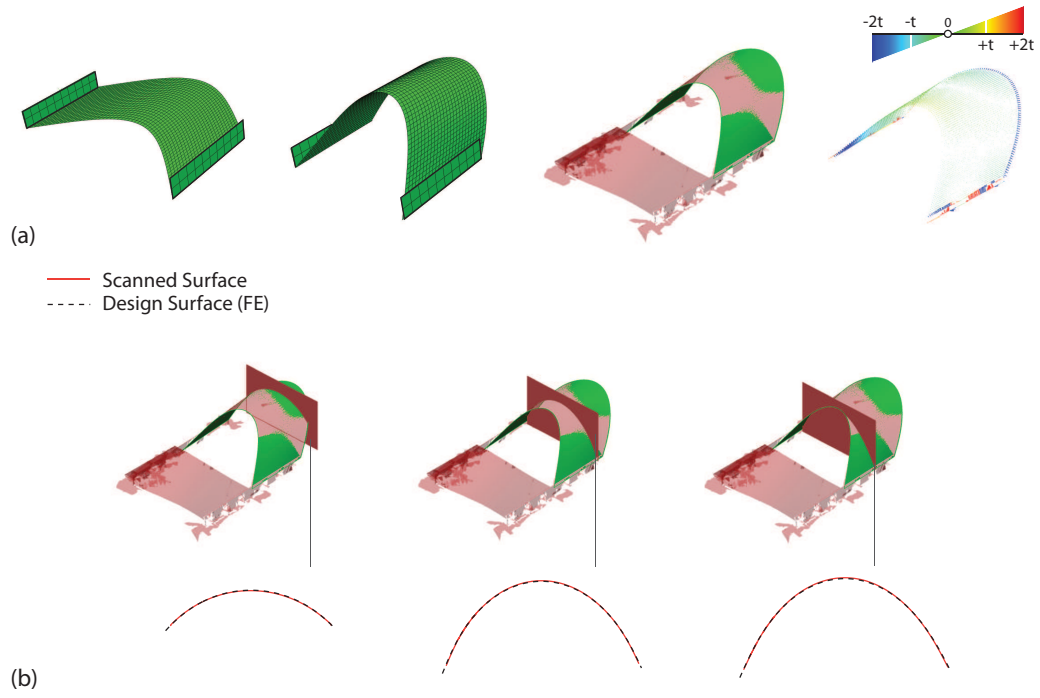 -2t -t 0 +t +2t
(a)
Scanned Surface
Design Surface (FE)
(b)